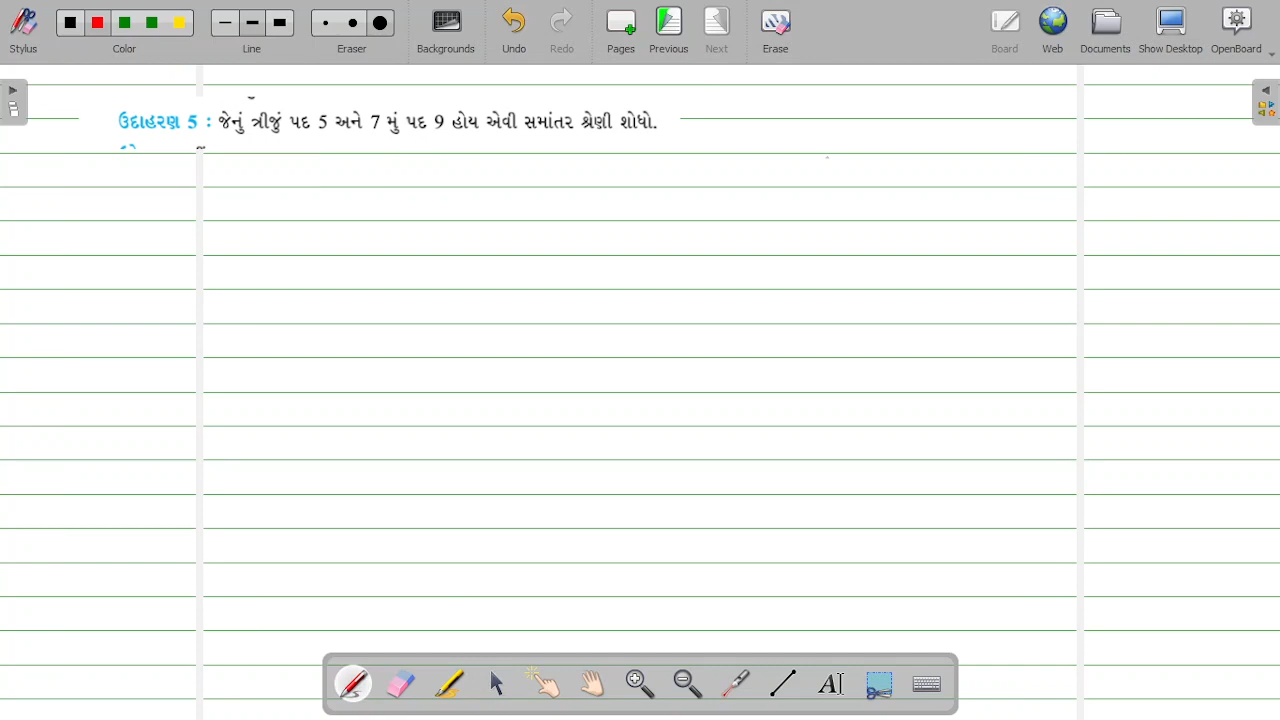 Stylus Color Line Eraser Backgrounds Undo Redo Pages Previous Next Erase Board Web Documents Show Desktop OpenBoard
ઉદાહરણ 5 : જેનું ત્રીજું પદ 5 અને 7 મું પદ 9 હોય એવી સમાંતર શ્રેણી શોધો.